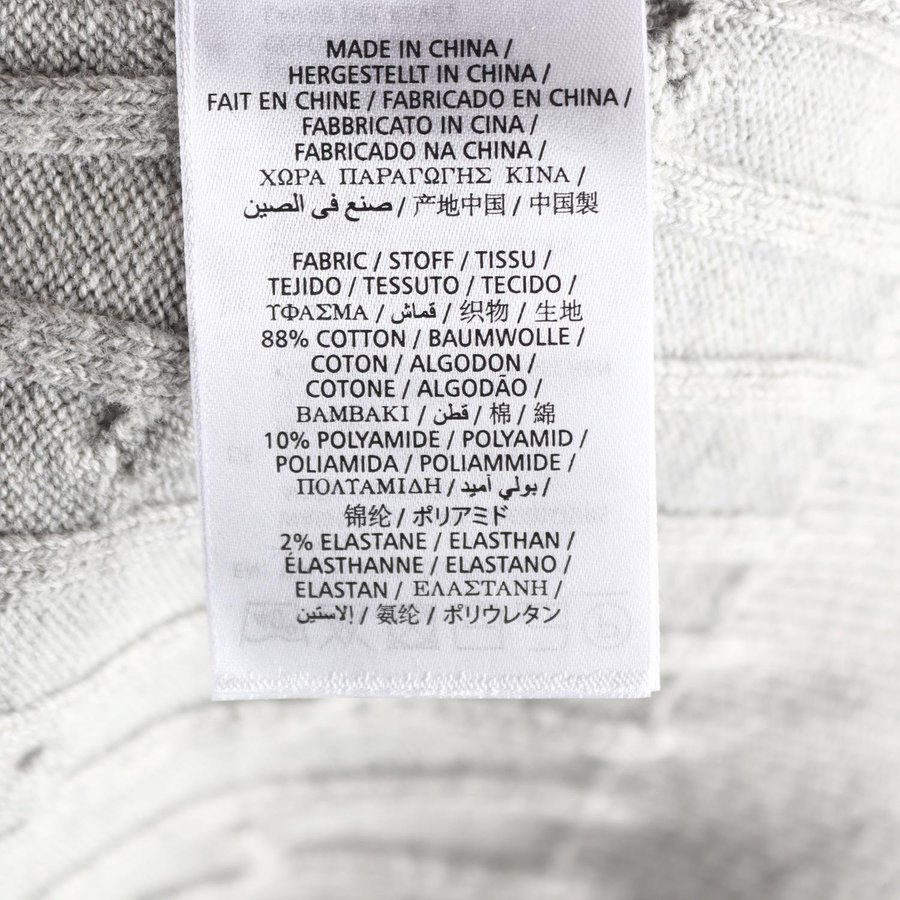 MADE IN CHINA /
HERGESTELLT IN CHINA /
FAIT EN CHINE / FABRICADO EN CHINA /
FABBRICATO IN CINA /
FABRICADO NA CHINA /
ΧΩΡΑ ΠΑΡΑΓΩΓΗΣ ΚΙΝΑ /
صنع في الصين / 产地中国 / 中国製
FABRIC / STOFF / TISSU /
TEJIDO / TESSUTO / TECIDO /
ΥΦΑΣΜΑ / قماش / 织物 / 生地
88% COTTON / BAUMWOLLE /
COTON / ALGODON /
COTONE / ALGODÃO /
ΒΑΜΒΑΚΙ / قطن / 棉 / 綿
10% POLYAMIDE / POLYAMID /
POLIAMIDA / POLIAMMIDE /
ΠΟΛΥΑΜΙΔΗ / بولي أميد /
锦纶 / ポリアミド
2% ELASTANE / ELASTHAN /
ÉLASTHANNE / ELASTANO /
ELASTAN / ΕΛΑΣΤΑΝΗ /
الاستين! / 氨纶 / ポリウレタン